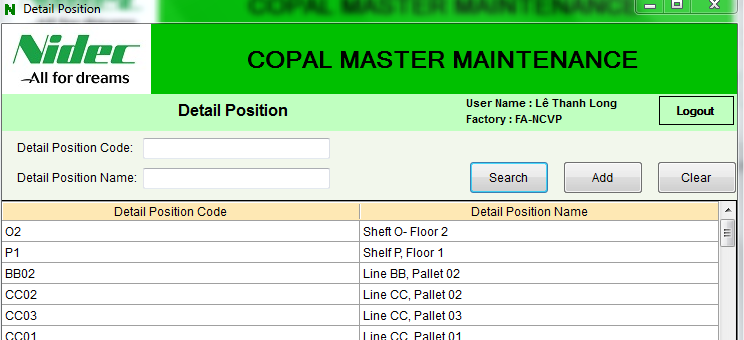 Detail Position
COPAL MASTER MAINTENANCE
Nidec
All for dreams
COPAL MASTER MAINTENANCE
Detail Position
User Name : Lê Thanh Long
Factory : FA-NCVP
Logout
Detail Position Code:
Detail Position Name:
Search
Add
Clear
Detail Position Code Detail Position Name
O2 Sheft O- Floor 2
P1 Shelf P, Floor 1
BB02 Line BB, Pallet 02
CC02 Line CC, Pallet 02
CC03 Line CC, Pallet 03
CC01 Line CC, Pallet 01